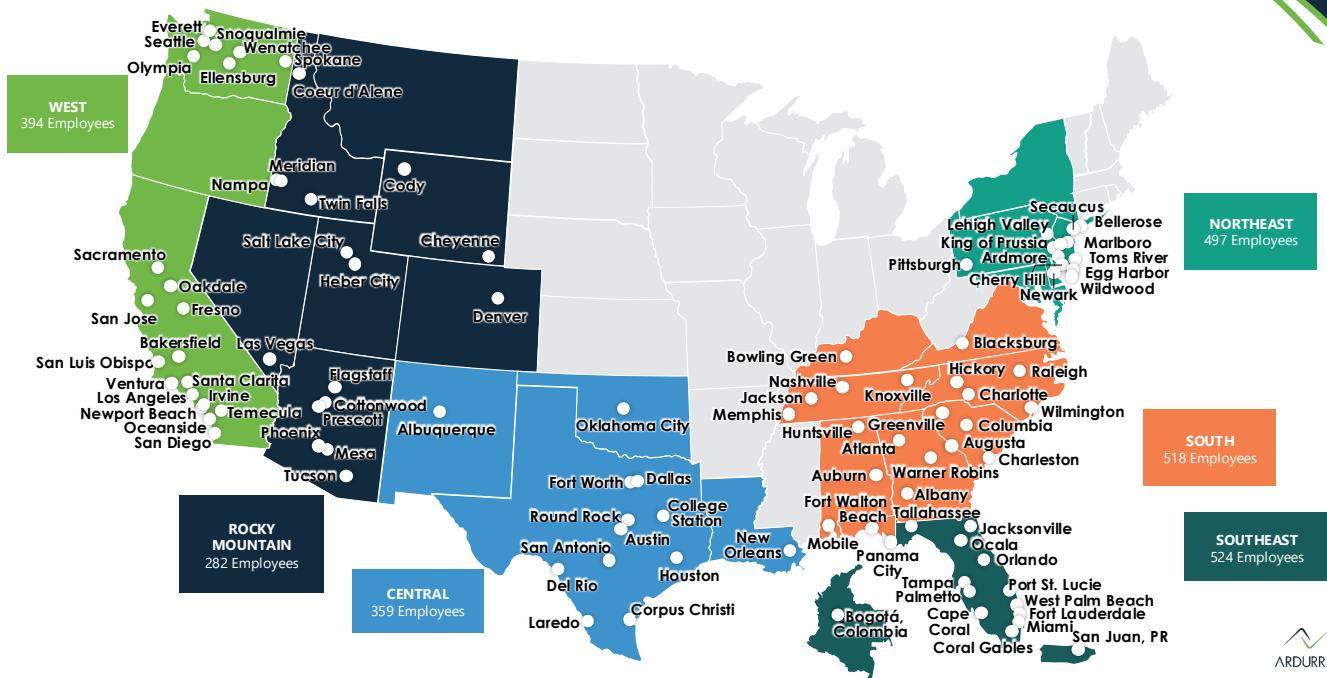 Everett
Snoqualmie
Seattle
Wenatchee
Spokane
Olympia
Ellensburg
Coeur d'Alene
WEST
394 Employees
Meridian
Nampa
Twin Falls
Cody
Salt Lake City
Cheyenne
Heber City
Sacramento
Oakdale
San Jose
Fresno
Denver
Bakersfield
Las Vegas
San Luis Obispo
Ventura
Santa Clarita
Los Angeles
Irvine
Newport Beach
Temecula
Oceanside
San Diego
Flagstaff
Cottonwood
Prescott
Phoenix
Mesa
Tucson
Albuquerque
ROCKY
MOUNTAIN
282 Employees
Oklahoma City
Fort Worth
Dallas
College
Station
Round Rock
Austin
San Antonio
Houston
Del Rio
Laredo
Corpus Christi
New
Orleans
CENTRAL
359 Employees
Secaucus
Lehigh Valley
Bellerose
King of Prussia
Marlboro
Ardmore
Toms River
Pittsburgh
Cherry Hill
Egg Harbor
Newark
Wildwood
NORTHEAST
497 Employees
Blacksburg
Bowling Green
Hickory
Raleigh
Nashville
Jackson
Knoxville
Charlotte
Memphis
Wilmington
Huntsville
Greenville
Columbia
Atlanta
Augusta
Charleston
Warner Robins
Auburn
Albany
Fort Walton
Beach
Tallahassee
Mobile
Panama
City
SOUTH
518 Employees
Jacksonville
Ocala
Orlando
Tampa
Port St. Lucie
Palmetto
West Palm Beach
Cape
Coral
Fort Lauderdale
Miami
Coral Gables
San Juan, PR
Bogotá,
Colombia
SOUTHEAST
524 Employees
ARDURR